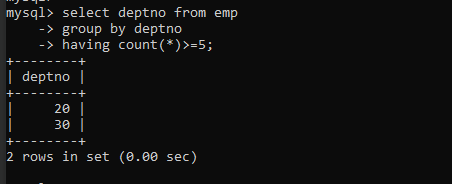 mysql> select deptno from emp
    -> group by deptno
    -> having count(*)>=5;
+--------+
| deptno |
+--------+
|     20 |
|     30 |
+--------+
2 rows in set (0.00 sec)